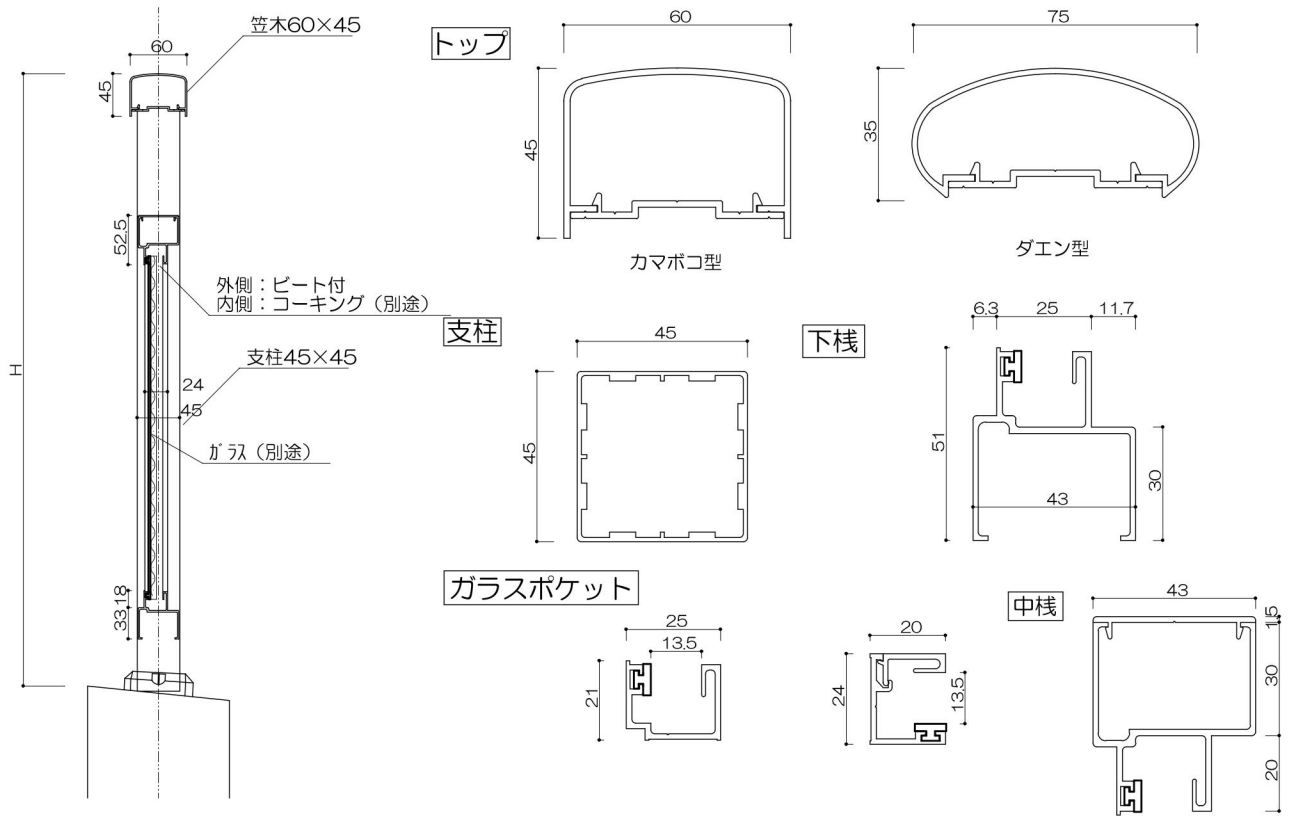 笠木60×45
60
45
52.5
外側：ビート付
内側：コーキング（別途）
支柱45×45
24
45
ｶﾞﾗｽ（別途）
H
18
33
トップ
60
45
カマボコ型
75
35
ダエン型
支柱
45
45
下桟
6.3
25
11.7
51
43
30
ガラスポケット
25
13.5
21
20
24
13.5
中桟
43
1.5
30
20